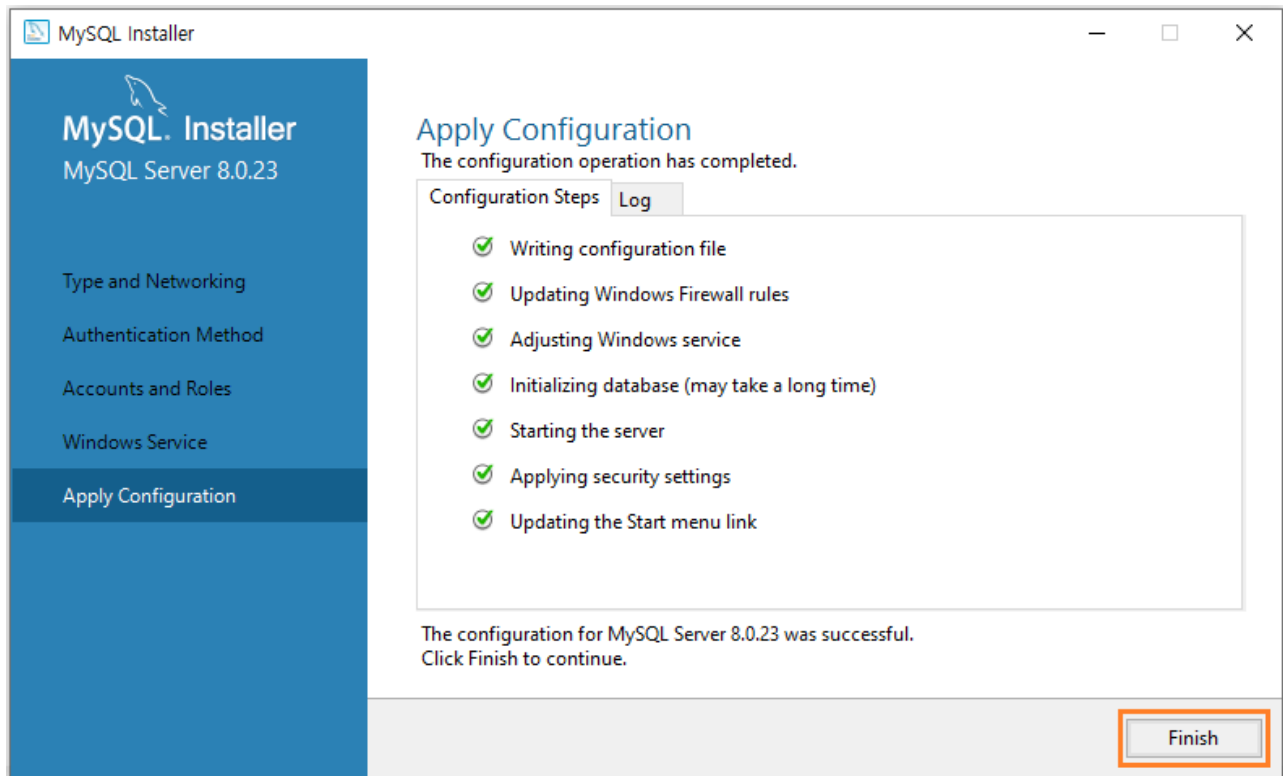 MySQL Installer
MySQL. Installer
MySQL Server 8.0.23
Type and Networking
Authentication Method
Accounts and Roles
Windows Service
Apply Configuration
Apply Configuration
The configuration operation has completed.
Configuration Steps
Log
Writing configuration file
Updating Windows Firewall rules
Adjusting Windows service
Initializing database (may take a long time)
Starting the server
Applying security settings
Updating the Start menu link
The configuration for MySQL Server 8.0.23 was successful.
Click Finish to continue.
Finish